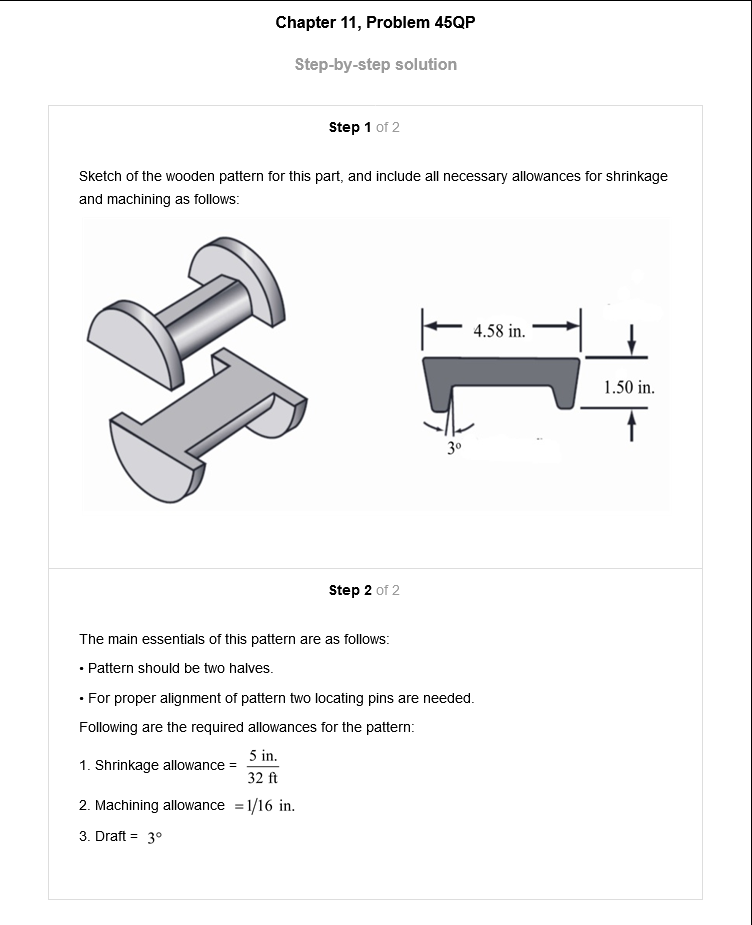 Chapter 11, Problem 45QP
Step-by-step solution
Step 1 of 2
Sketch of the wooden pattern for this part, and include all necessary allowances for shrinkage
and machining as follows:
4.58 in.
1.50 in.
3°
Step 2 of 2
The main essentials of this pattern are as follows:
• Pattern should be two halves.
• For proper alignment of pattern two locating pins are needed.
Following are the required allowances for the pattern:
1. Shrinkage allowance = 5 in. / 32 ft
2. Machining allowance = 1/16 in.
3. Draft = 3°